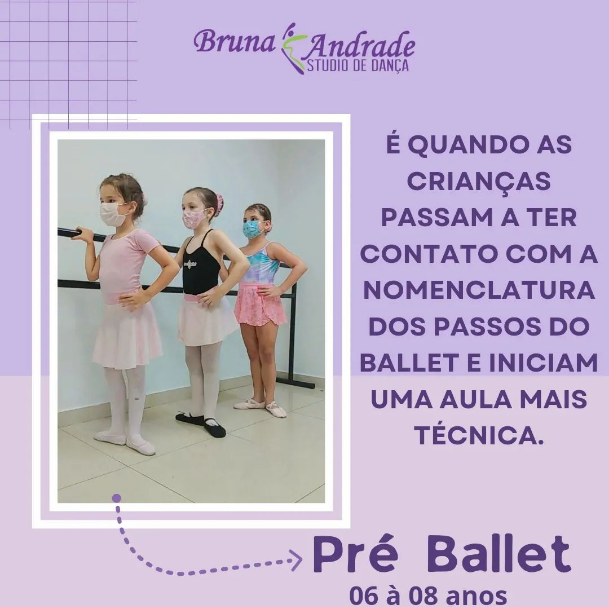 Bruna Andrade
STUDIO DE DANÇA
É QUANDO AS
CRIANÇAS
PASSAM A TER
CONTATO COM A
NOMENCLATURA
DOS PASSOS DO
BALLET E INICIAM
UMA AULA MAIS
TÉCNICA.
Pré Ballet
06 à 08 anos